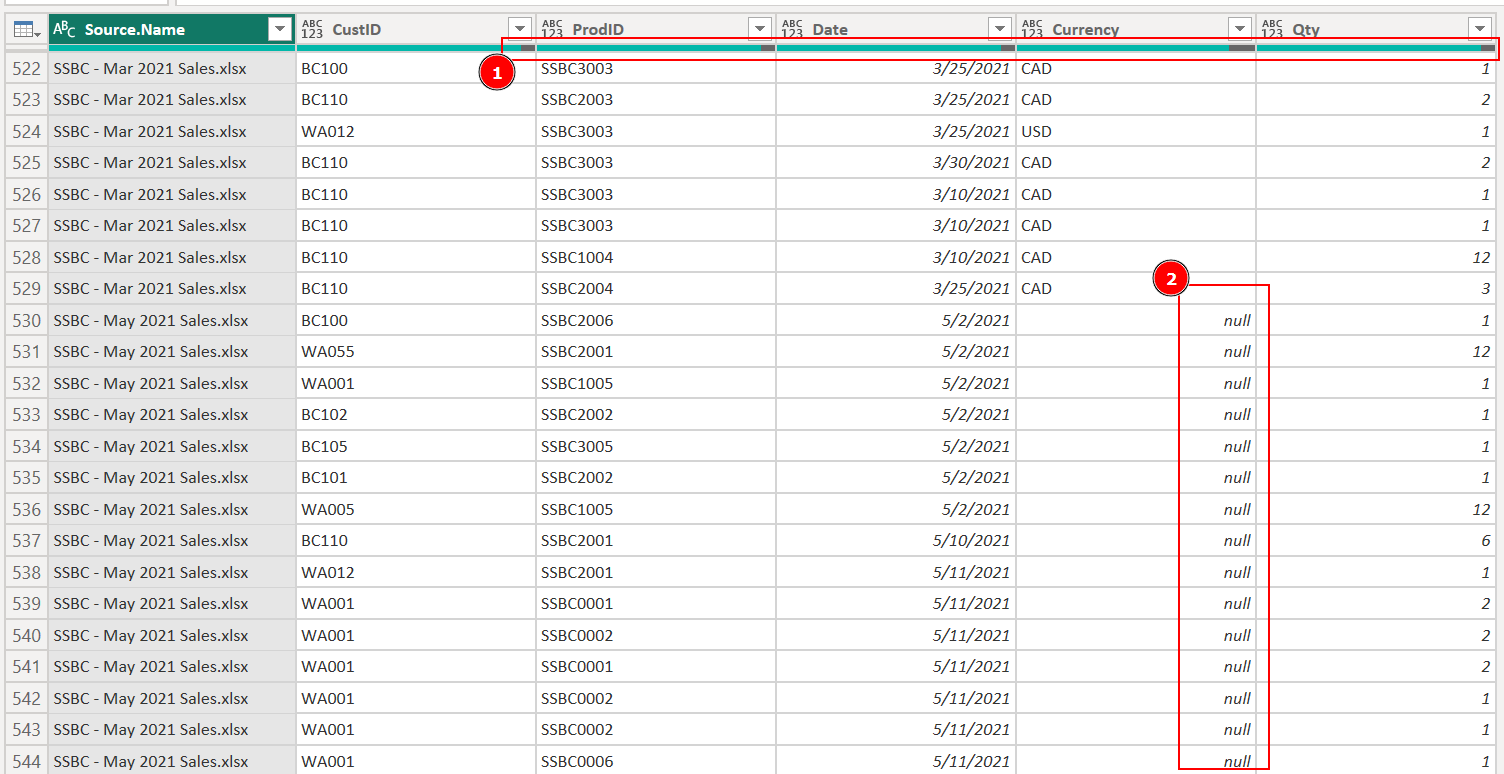 ABC Source.Name ABC 123 CustID ABC 123 ProdID ABC 123 Date ABC 123 Currency ABC 123 Qty
1
522 SSBC - Mar 2021 Sales.xlsx BC100 SSBC3003 3/25/2021 CAD 1
523 SSBC - Mar 2021 Sales.xlsx BC110 SSBC2003 3/25/2021 CAD 2
524 SSBC - Mar 2021 Sales.xlsx WA012 SSBC3003 3/25/2021 USD 1
525 SSBC - Mar 2021 Sales.xlsx BC110 SSBC3003 3/30/2021 CAD 2
526 SSBC - Mar 2021 Sales.xlsx BC110 SSBC3003 3/10/2021 CAD 1
527 SSBC - Mar 2021 Sales.xlsx BC110 SSBC3003 3/10/2021 CAD 1
528 SSBC - Mar 2021 Sales.xlsx BC110 SSBC1004 3/10/2021 CAD 12
2
529 SSBC - Mar 2021 Sales.xlsx BC110 SSBC2004 3/25/2021 CAD 3
530 SSBC - May 2021 Sales.xlsx BC100 SSBC2006 5/2/2021 null 1
531 SSBC - May 2021 Sales.xlsx WA055 SSBC2001 5/2/2021 null 12
532 SSBC - May 2021 Sales.xlsx WA001 SSBC1005 5/2/2021 null 1
533 SSBC - May 2021 Sales.xlsx BC102 SSBC2002 5/2/2021 null 1
534 SSBC - May 2021 Sales.xlsx BC105 SSBC3005 5/2/2021 null 1
535 SSBC - May 2021 Sales.xlsx BC101 SSBC2002 5/2/2021 null 1
536 SSBC - May 2021 Sales.xlsx WA005 SSBC1005 5/2/2021 null 12
537 SSBC - May 2021 Sales.xlsx BC110 SSBC2001 5/10/2021 null 6
538 SSBC - May 2021 Sales.xlsx WA012 SSBC2001 5/11/2021 null 1
539 SSBC - May 2021 Sales.xlsx WA001 SSBC0001 5/11/2021 null 2
540 SSBC - May 2021 Sales.xlsx WA001 SSBC0002 5/11/2021 null 2
541 SSBC - May 2021 Sales.xlsx WA001 SSBC0001 5/11/2021 null 2
542 SSBC - May 2021 Sales.xlsx WA001 SSBC0002 5/11/2021 null 1
543 SSBC - May 2021 Sales.xlsx WA001 SSBC0002 5/11/2021 null 1
544 SSBC - May 2021 Sales.xlsx WA001 SSBC0006 5/11/2021 null 1